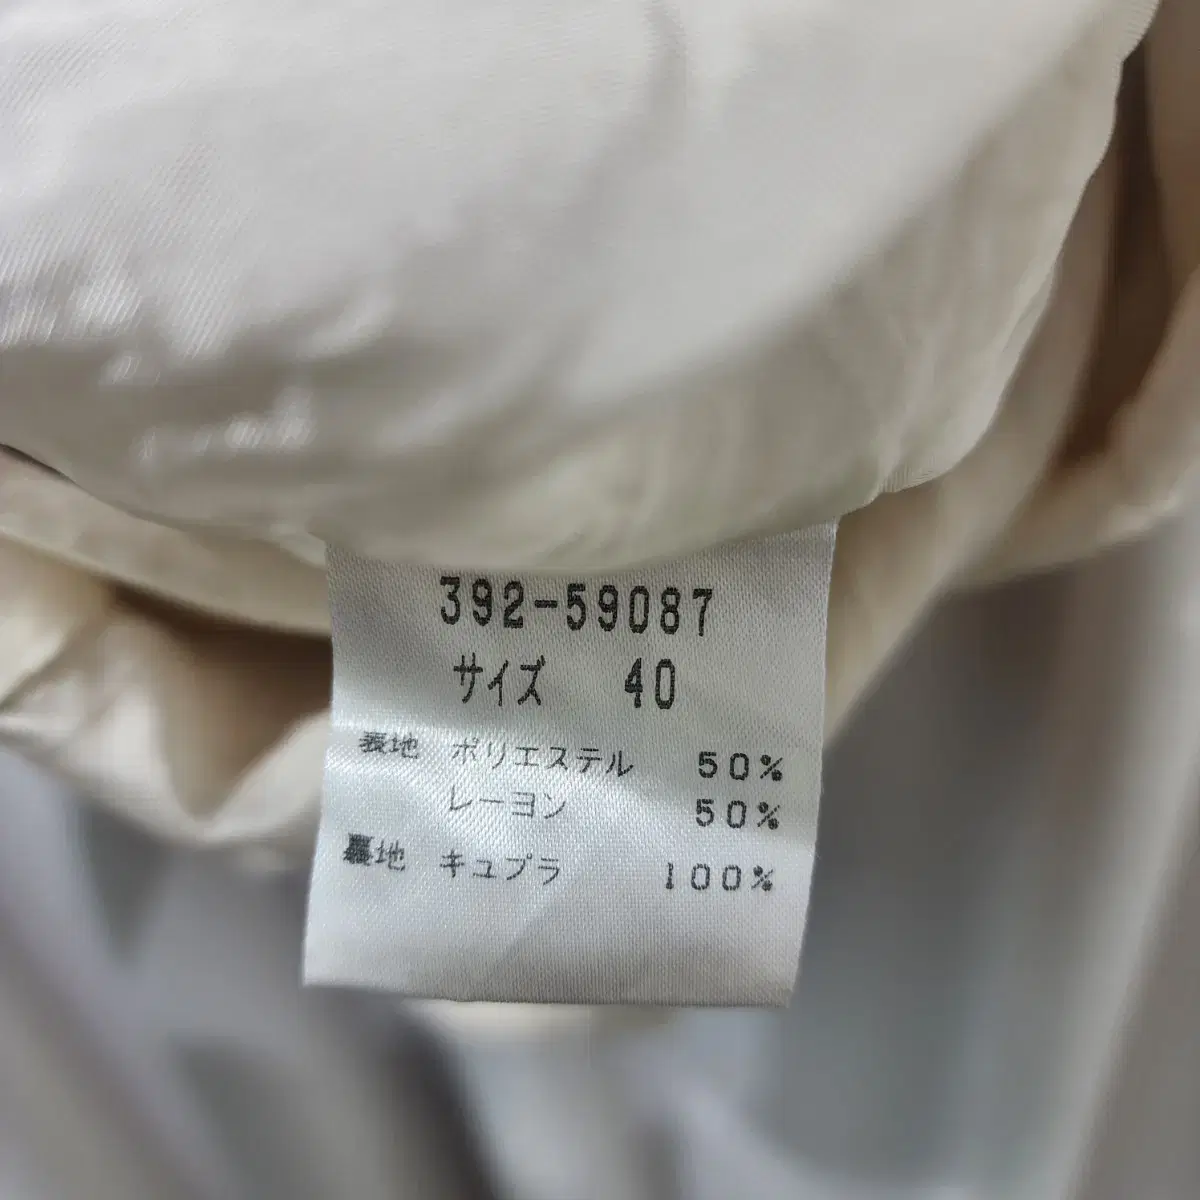 392-59087
サイズ 40
表地 ポリエステル 50%
レーヨン 50%
裏地 キュプラ 100%